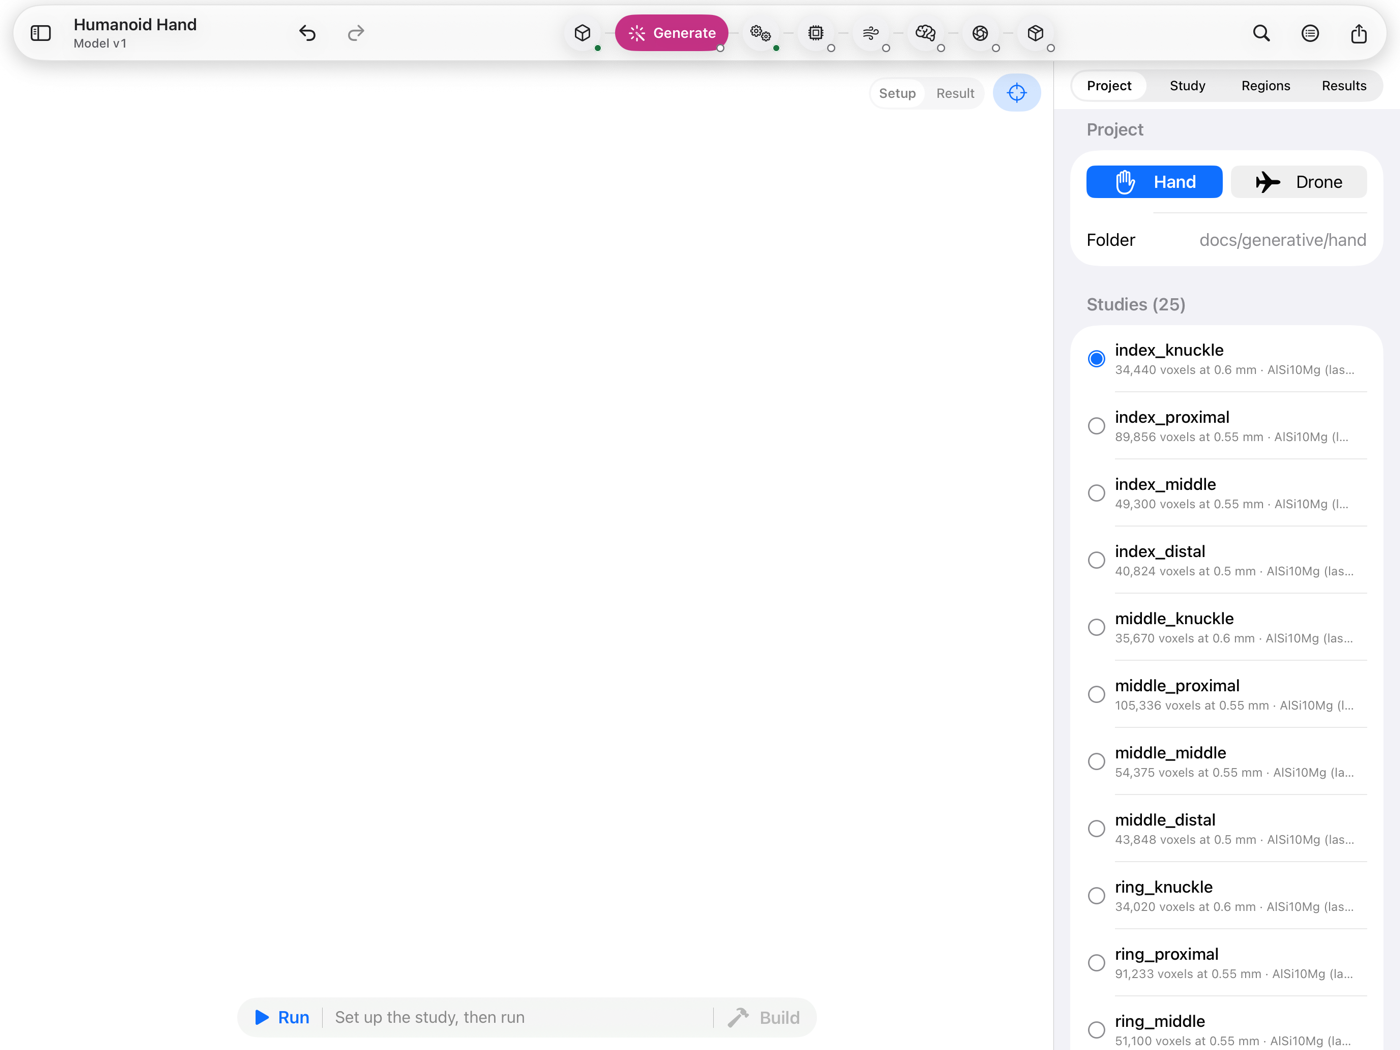 Humanoid Hand
Model v1
Generate
Setup
Result
Project
Study
Regions
Results
Project
Hand
Drone
Folder
docs/generative/hand
Studies (25)
index_knuckle
34,440 voxels at 0.6 mm · AlSi10Mg (las...
index_proximal
89,856 voxels at 0.55 mm · AlSi10Mg (l...
index_middle
49,300 voxels at 0.55 mm · AlSi10Mg (l...
index_distal
40,824 voxels at 0.5 mm · AlSi10Mg (las...
middle_knuckle
35,670 voxels at 0.6 mm · AlSi10Mg (las...
middle_proximal
105,336 voxels at 0.55 mm · AlSi10Mg (l...
middle_middle
54,375 voxels at 0.55 mm · AlSi10Mg (la...
middle_distal
43,848 voxels at 0.5 mm · AlSi10Mg (las...
ring_knuckle
34,020 voxels at 0.6 mm · AlSi10Mg (las...
ring_proximal
91,233 voxels at 0.55 mm · AlSi10Mg (la...
ring_middle
51,100 voxels at 0.55 mm · AlSi10Mg (la...
Run
Set up the study, then run
Build